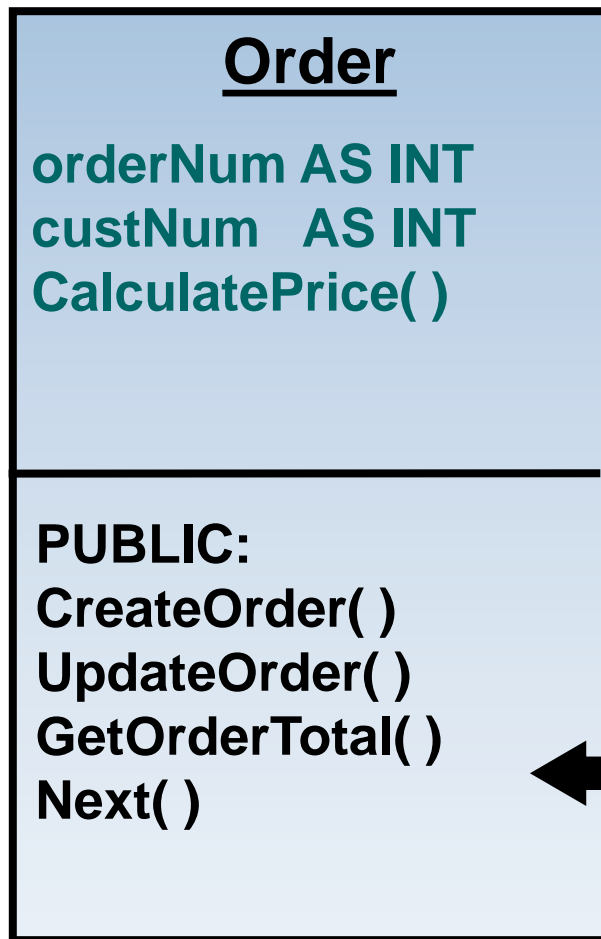 Order
orderNum AS INT
custNum AS INT
CalculatePrice( )
PUBLIC:
CreateOrder( )
UpdateOrder( )
GetOrderTotal( )
Next( )